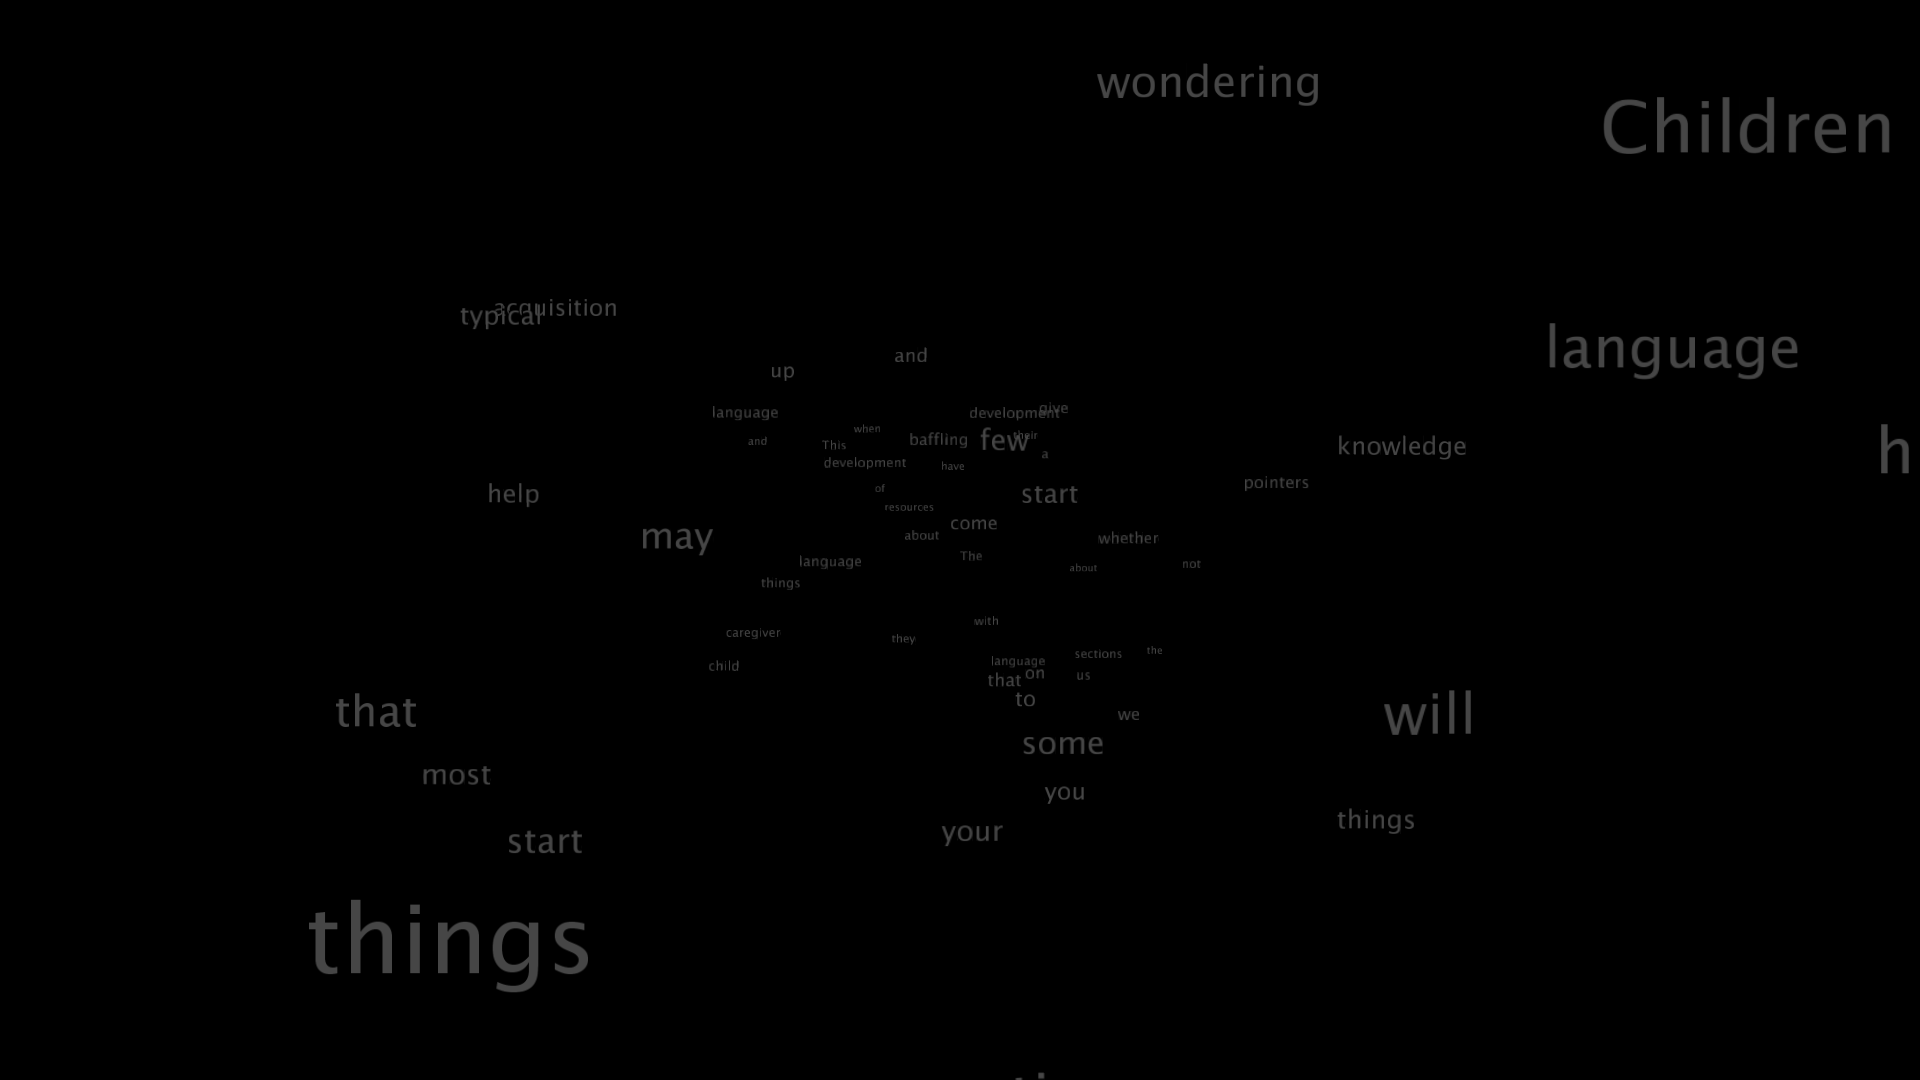 wondering
Children
acquisition
typical
language
and
up
language
development
give
when
and
This
baffling
few
their
knowledge
h
development
have
a
pointers
help
of
start
resources
may
about
come
whether
language
The
about
not
things
with
caregiver
they
child
language
sections
the
that
on
us
to
that
we
will
some
most
you
things
start
your
things